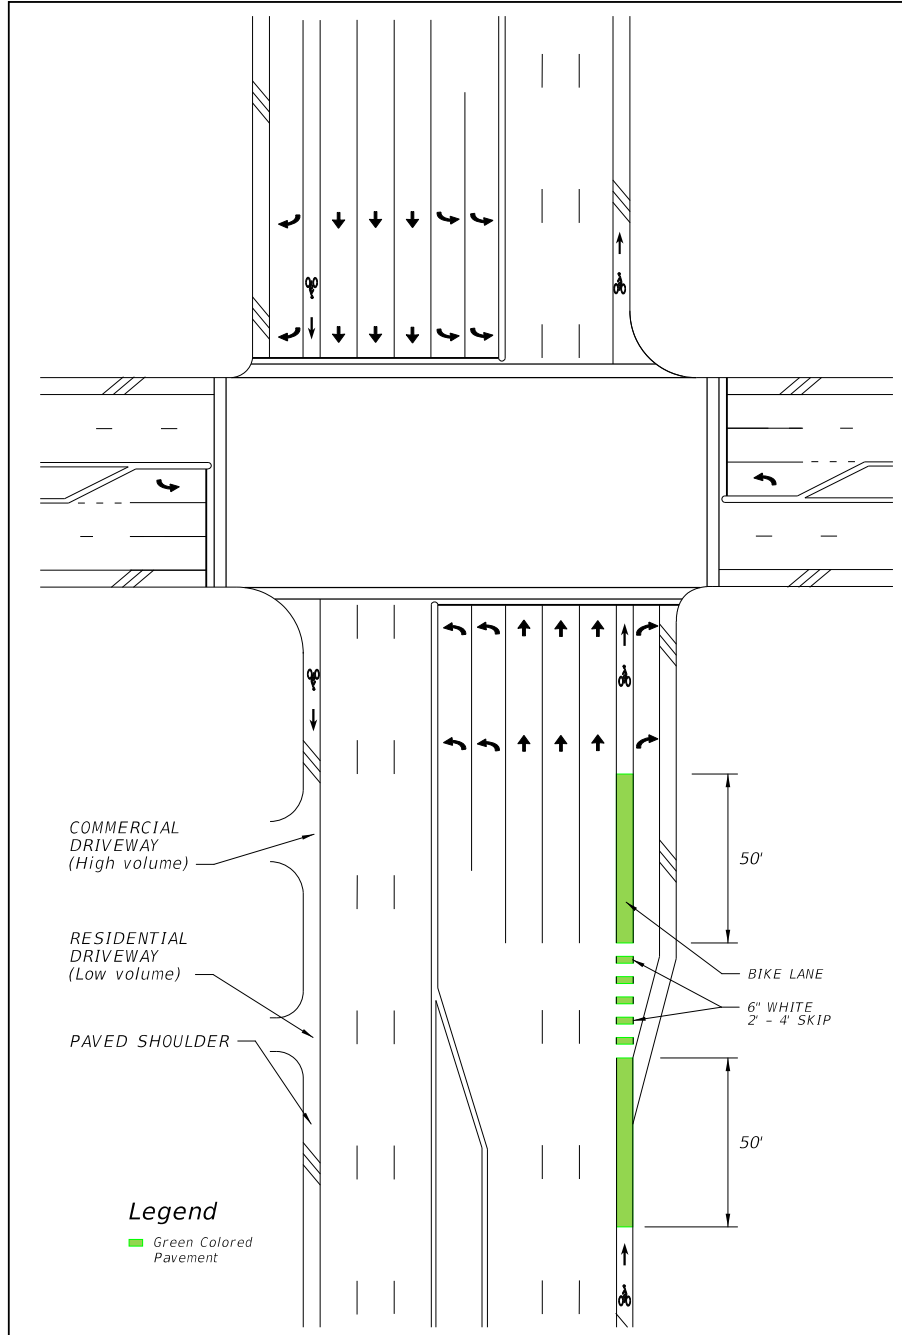 COMMERCIAL
DRIVEWAY
(High volume)
50'
RESIDENTIAL
DRIVEWAY
(Low volume)
BIKE LANE
6" WHITE
2' - 4' SKIP
PAVED SHOULDER
50'
Legend
Green Colored
Pavement